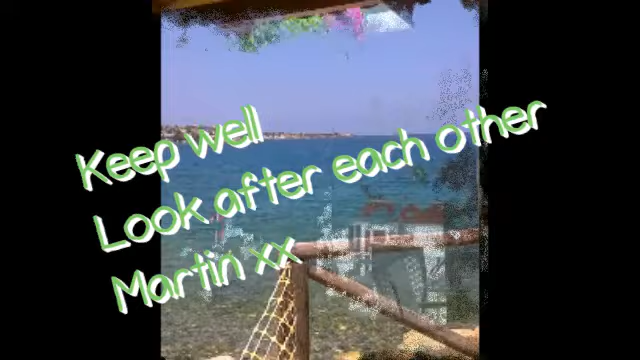 Keep well
Look after each other
Martin xx